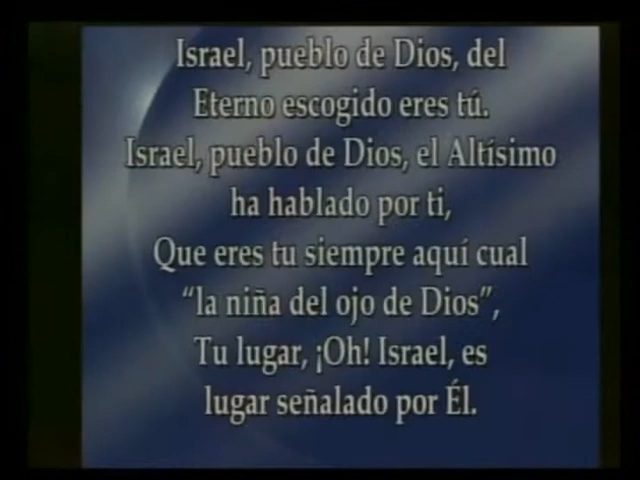 Israel, pueblo de Dios, del
Eterno escogido eres tú.
Israel, pueblo de Dios, el Altísimo
ha hablado por ti,
Que eres tu siempre aquí cual
“la niña del ojo de Dios”,
Tu lugar, ¡Oh! Israel, es
lugar señalado por Él.